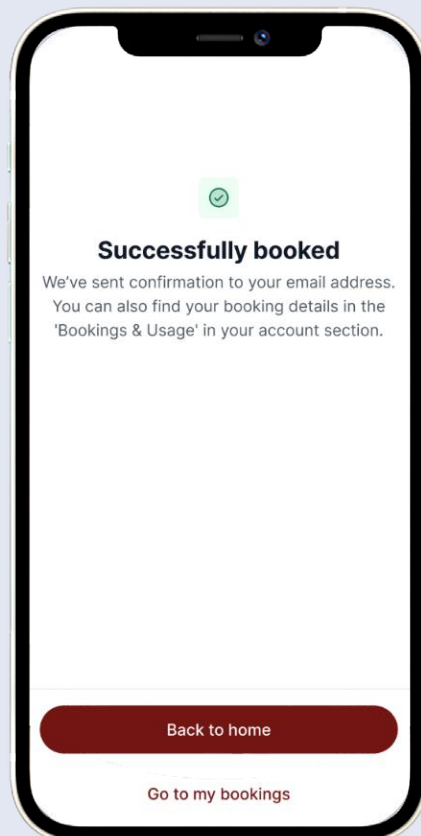 Successfully booked
We’ve sent confirmation to your email address.
You can also find your booking details in the
'Bookings & Usage' in your account section.
Back to home
Go to my bookings